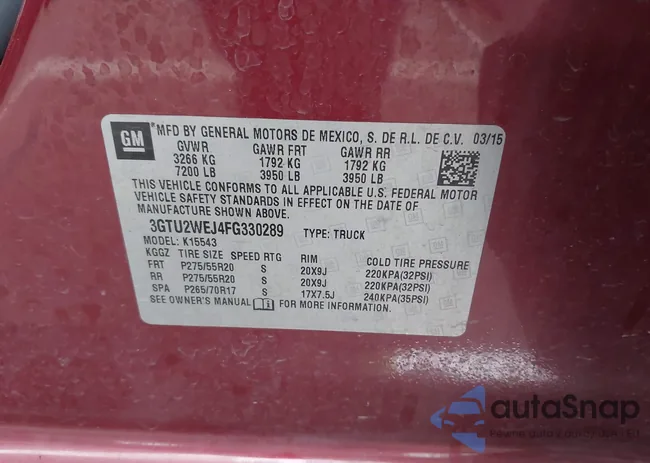 GM
MFD BY GENERAL MOTORS DE MEXICO, S. DE R.L. DE C.V. 03/15
GVWR GAWR FRT GAWR RR
3266 KG 1792 KG 1792 KG
7200 LB 3950 LB 3950 LB
THIS VEHICLE CONFORMS TO ALL APPLICABLE U.S. FEDERAL MOTOR
VEHICLE SAFETY STANDARDS IN EFFECT ON THE DATE OF
MANUFACTURE SHOWN ABOVE.
3GTU2WEJ4FG330289 TYPE: TRUCK
MODEL: K15543
KGGZ TIRE SIZE SPEED RTG RIM COLD TIRE PRESSURE
FRT P275/55R20 S 20X9J 220KPA(32PSI)
RR P275/55R20 S 20X9J 220KPA(32PSI)
SPA P265/70R17 S 17X7.5J 240KPA(35PSI)
SEE OWNER'S MANUAL FOR MORE INFORMATION.
autoSnap